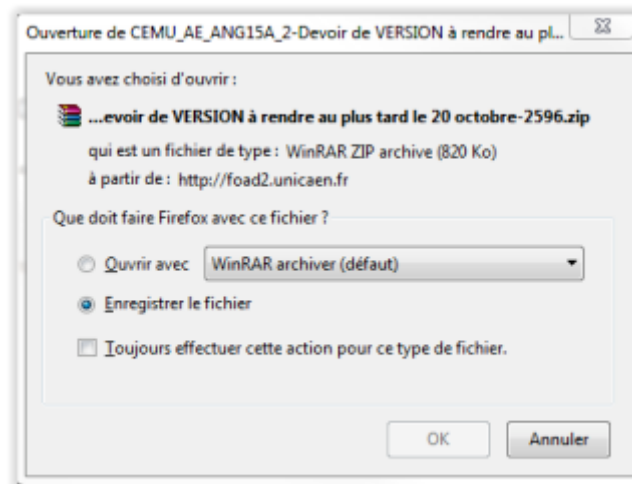 Ouverture de CEMU_AE_ANG15A_2-Devoir de VERSION à rendre au pl...
Vous avez choisi d'ouvrir :
...evoir de VERSION à rendre au plus tard le 20 octobre-2596.zip
qui est un fichier de type : WinRAR ZIP archive (820 Ko)
à partir de : http://foad2.unicaen.fr
Que doit faire Firefox avec ce fichier ?
Ouvrir avec WinRAR archiver (défaut)
Enregistrer le fichier
Toujours effectuer cette action pour ce type de fichier.
OK Annuler